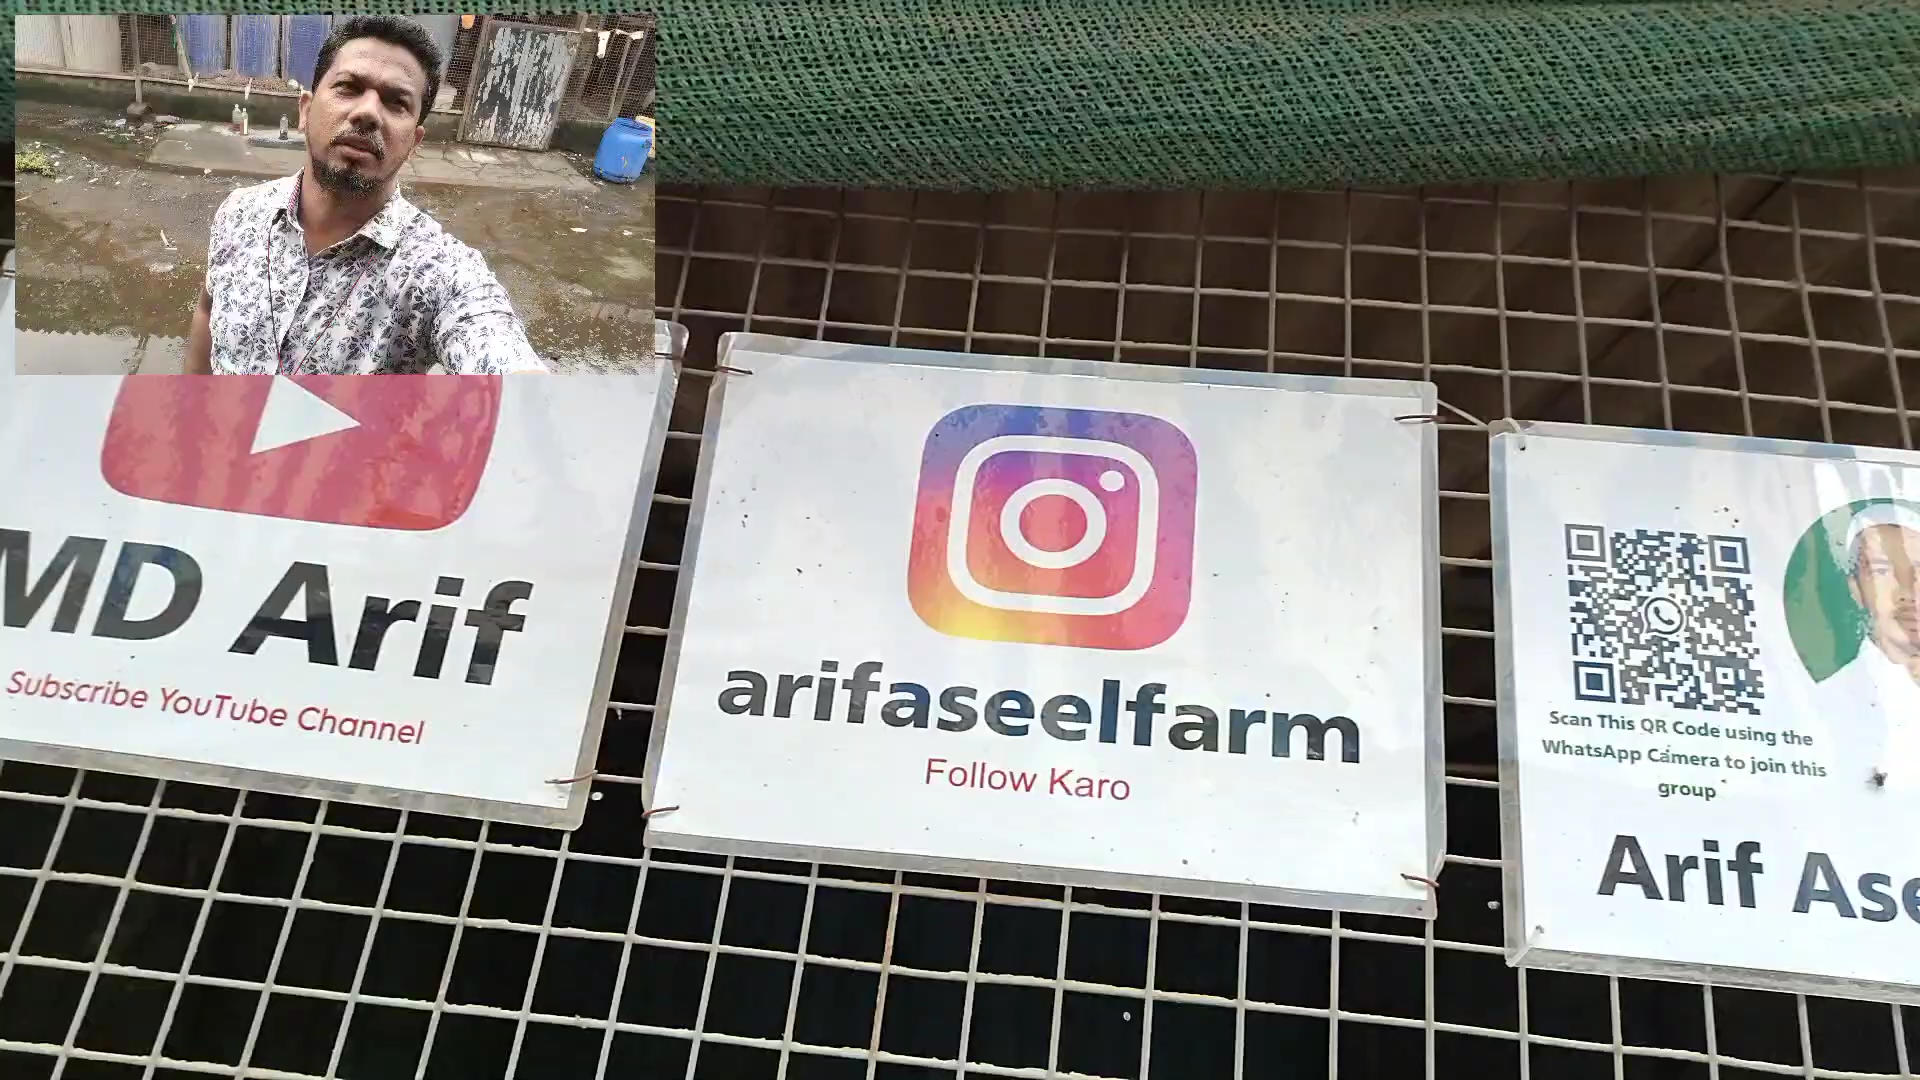 MD Arif
Subscribe YouTube Channel
arifaseelfarm
Follow Karo
Scan This QR Code using the
WhatsApp Camera to join this
group
Arif